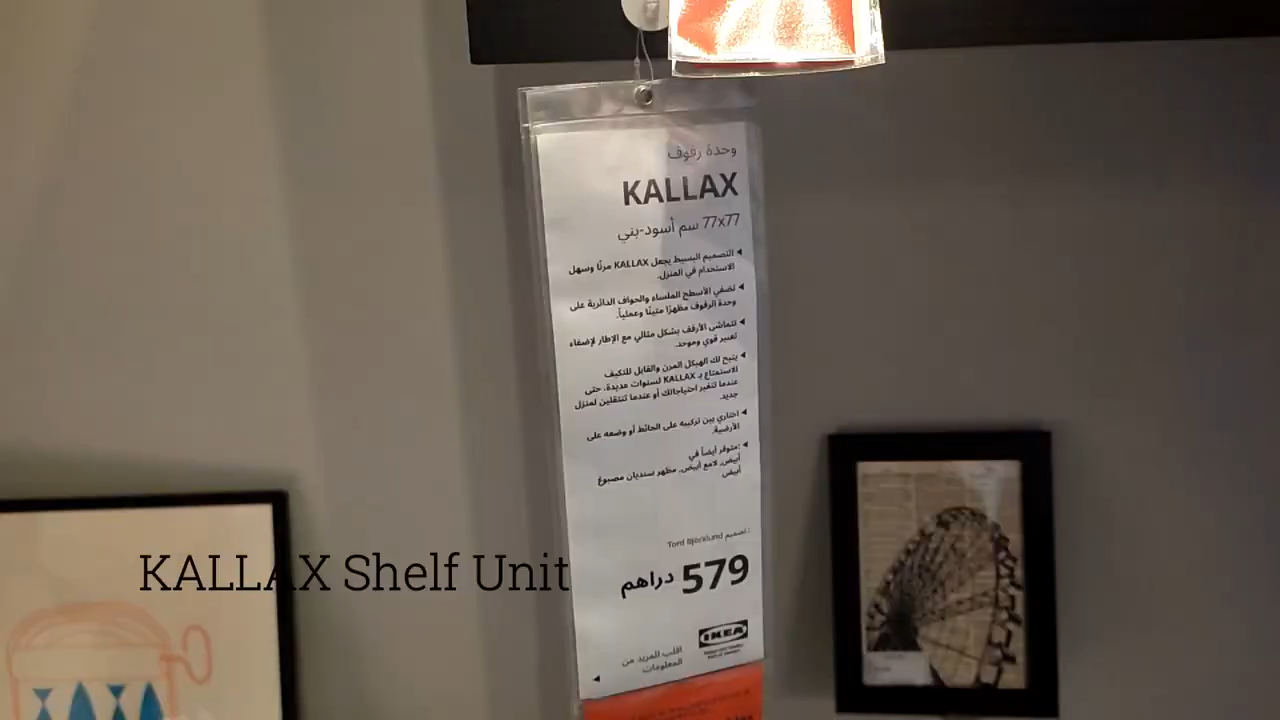 وحدة رفوف
KALLAX
77x77 سم أسود-بني
التصميم البسيط يجعل KALLAX مرنًا وسهل
الاستخدام في المنزل.
تضفي الأسطح الملساء والحواف الدائرية على
وحدة الرفوف مظهرًا متينًا وعملياً.
تتماشى الأرفف بشكل مثالي مع الإطار لإضفاء
تعبير قوي وموحد.
يتيح لك الهيكل المرن والقابل للتكيف
الاستمتاع بـ KALLAX لسنوات عديدة، حتى
عندما تتغير احتياجاتك أو عندما تنتقلين لمنزل
جديد.
اختاري بين تركيبه على الحائط أو وضعه على
الأرضية.
متوفر أيضاً في:
أبيض, لامع أبيض, مظهر سنديان مصبوغ
أبيض
تصميم Tord Björklund:
579 دراهم
IKEA
اقلب للمزيد من
المعلومات
KALLAX Shelf Unit